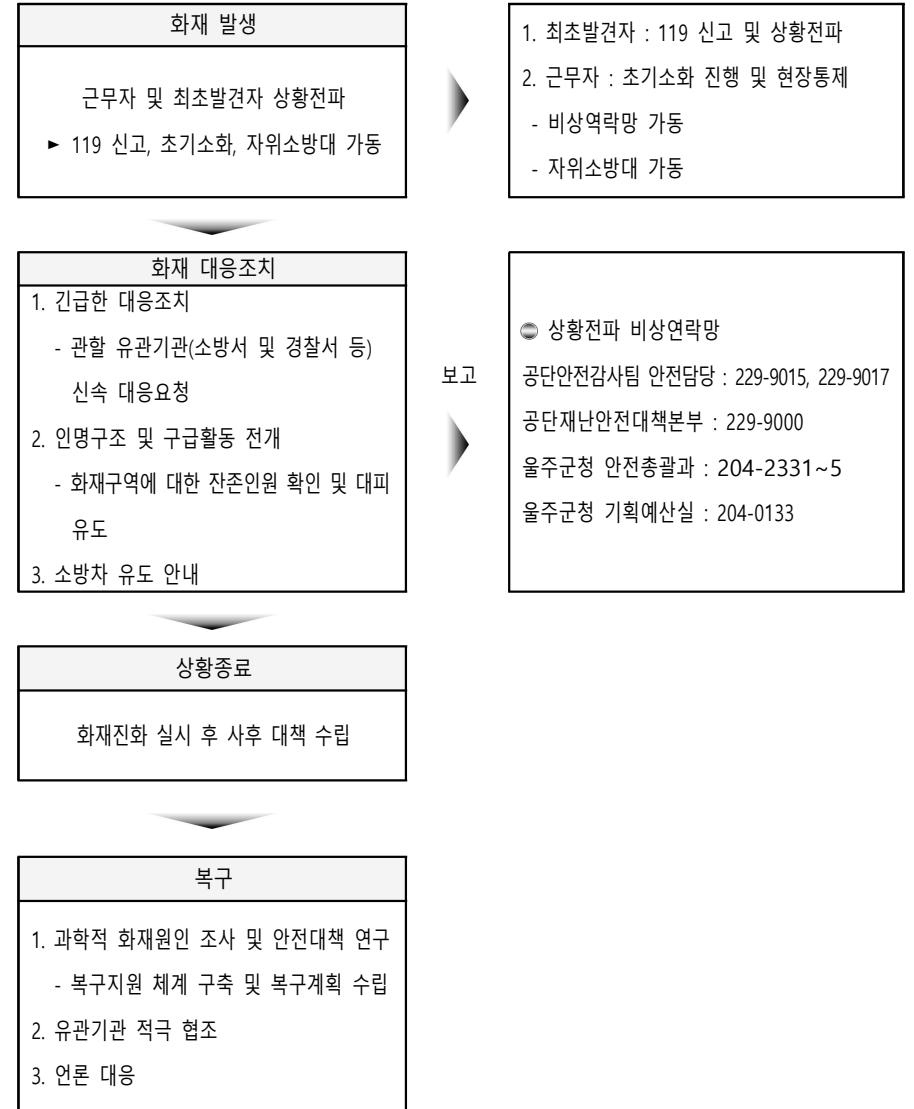 화재 발생
근무자 및 최초발견자 상황전파
► 119 신고, 초기소화, 자위소방대 가동
1. 최초발견자 : 119 신고 및 상황전파
2. 근무자 : 초기소화 진행 및 현장통제
- 비상역락망 가동
- 자위소방대 가동
화재 대응조치
1. 긴급한 대응조치
- 관할 유관기관(소방서 및 경찰서 등)
신속 대응요청
2. 인명구조 및 구급활동 전개
- 화재구역에 대한 잔존인원 확인 및 대피
유도
3. 소방차 유도 안내
보고
상황전파 비상연락망
공단안전감사팀 안전담당 : 229-9015, 229-9017
공단재난안전대책본부 : 229-9000
울주군청 안전총괄과 : 204-2331~5
울주군청 기획예산실 : 204-0133
상황종료
화재진화 실시 후 사후 대책 수립
복구
1. 과학적 화재원인 조사 및 안전대책 연구
- 복구지원 체계 구축 및 복구계획 수립
2. 유관기관 적극 협조
3. 언론 대응